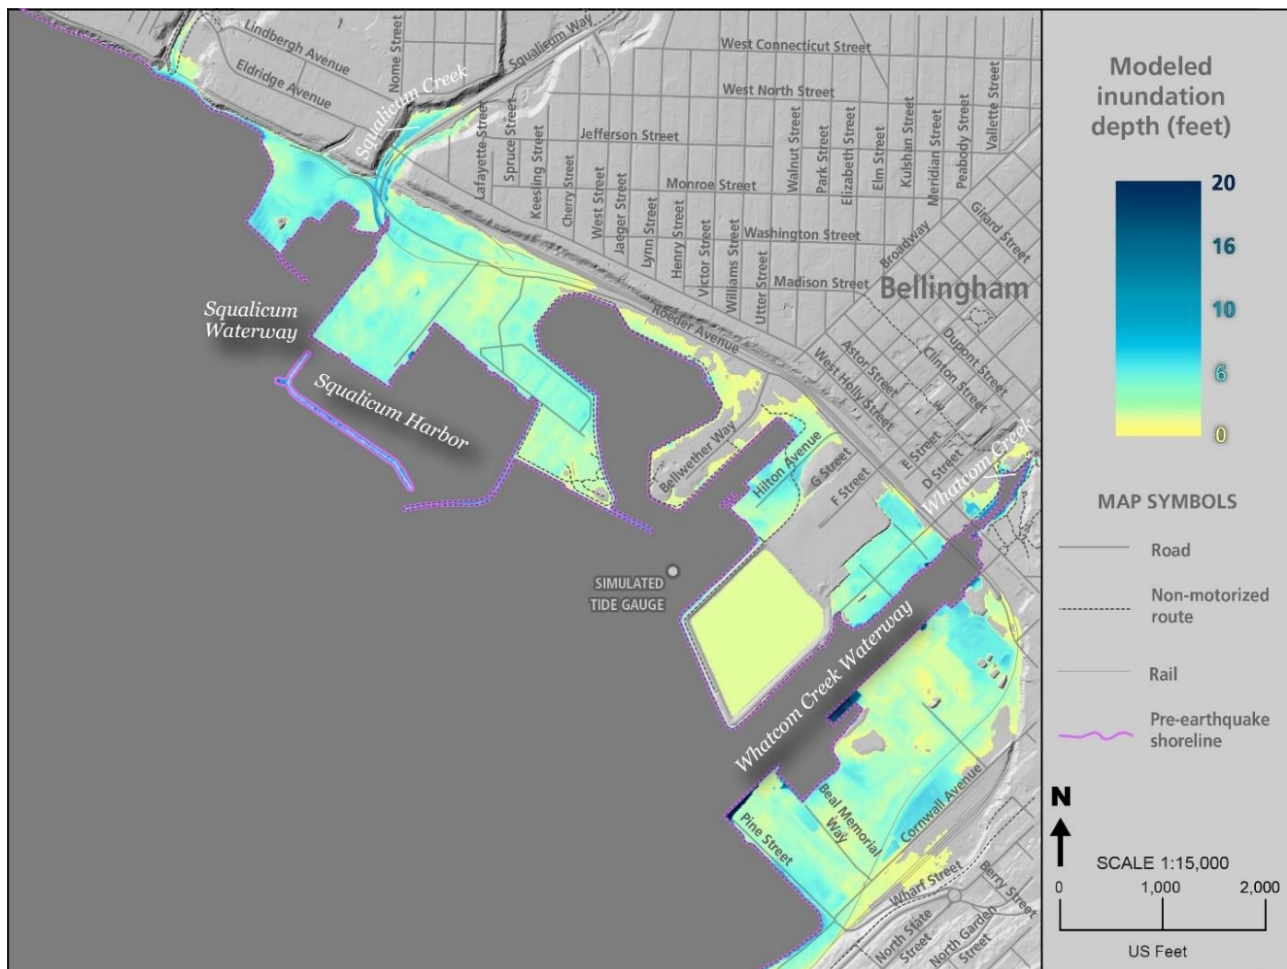 Lindbergh Avenue
Eldridge Avenue
Nome Street
Squalicum Creek
Squalicum Way
West Connecticut Street
West North Street
Jefferson Street
Monroe Street
Washington Street
Madison Street
Lafayette Street
Spruce Street
Keesling Street
Cherry Street
West Street
Jaeger Street
Lynn Street
Henry Street
Victor Street
Williams Street
Utter Street
Walnut Street
Park Street
Elizabeth Street
Elm Street
Kulshan Street
Meridian Street
Peabody Street
Vallette Street
Broadway
Girard Street
Bellingham
Squalicum
Waterway
Squalicum Harbor
Roeder Avenue
West Holly Street
Astor Street
Clinton Street
Dupont Street
E Street
D Street
Whatcom Creek
Bellwether Way
Hilton Avenue
G Street
F Street
SIMULATED
TIDE GAUGE
Whatcom Creek Waterway
Pine Street
Beal Memorial
Way
Cornwall Avenue
Wharf Street
Berry Street
North State
Street
North Garden
Street
Modeled
inundation
depth (feet)
20
16
10
6
0
MAP SYMBOLS
Road
Non-motorized
route
Rail
Pre-earthquake
shoreline
N
SCALE 1:15,000
0 1,000 2,000
US Feet